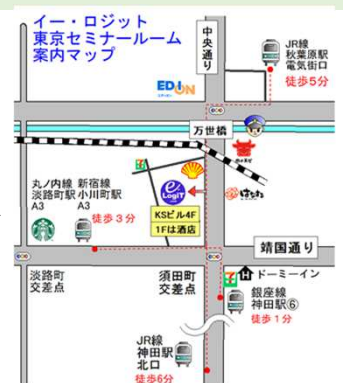 イー・ロジット
東京セミナールーム
案内マップ
中央通り
JR線
秋葉原駅
電気街口
徒歩5分
EDION
万世橋
丸ノ内線 新宿線
淡路町駅 小川町駅
A3 A3
徒歩3分
e-LogiT
KSビル4F
1Fは酒店
靖国通り
淡路町
交差点
須田町
交差点
ドーミーイン
銀座線
神田駅⑥
徒歩1分
JR線
神田駅
北口
徒歩6分